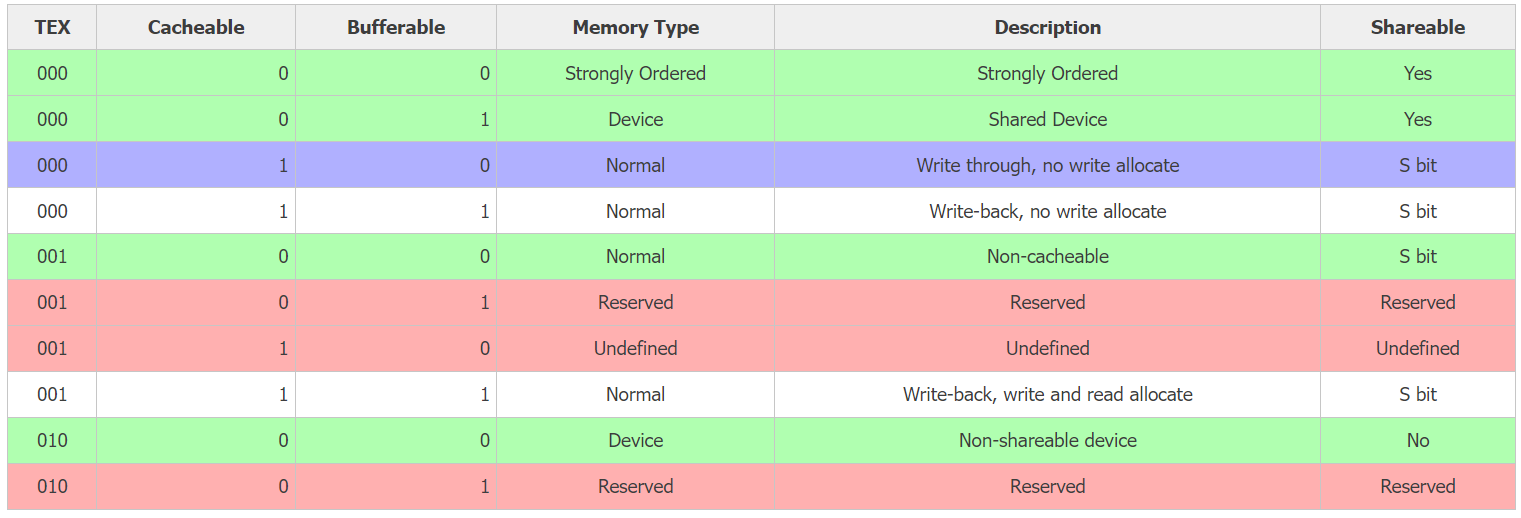 TEX Cacheable Bufferable Memory Type Description Shareable
000 0 0 Strongly Ordered Strongly Ordered Yes
000 0 1 Device Shared Device Yes
000 1 0 Normal Write through, no write allocate S bit
000 1 1 Normal Write-back, no write allocate S bit
001 0 0 Normal Non-cacheable S bit
001 0 1 Reserved Reserved Reserved
001 1 0 Undefined Undefined Undefined
001 1 1 Normal Write-back, write and read allocate S bit
010 0 0 Device Non-shareable device No
010 0 1 Reserved Reserved Reserved